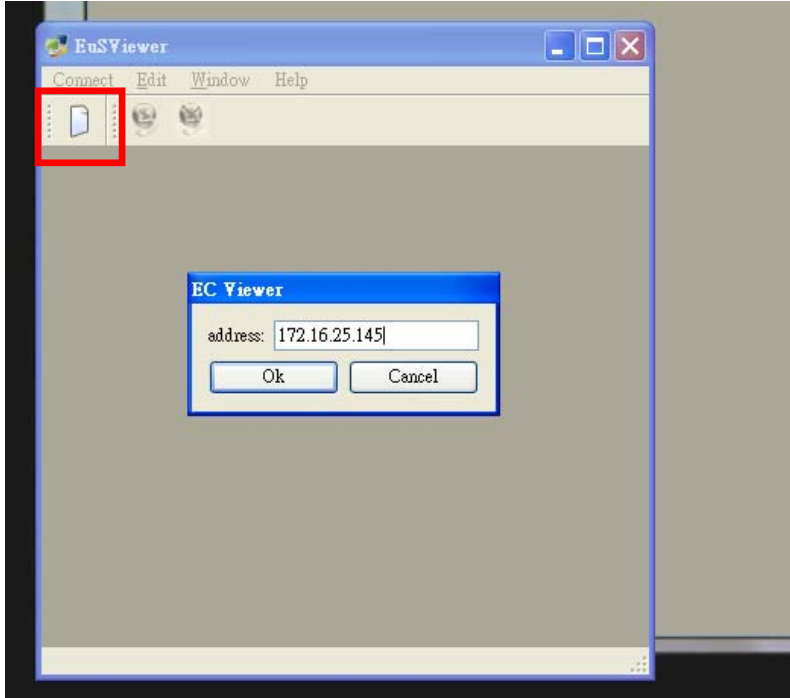 EuSViewer
Connect Edit Window Help
EC Viewer
address: 172.16.25.145
Ok Cancel